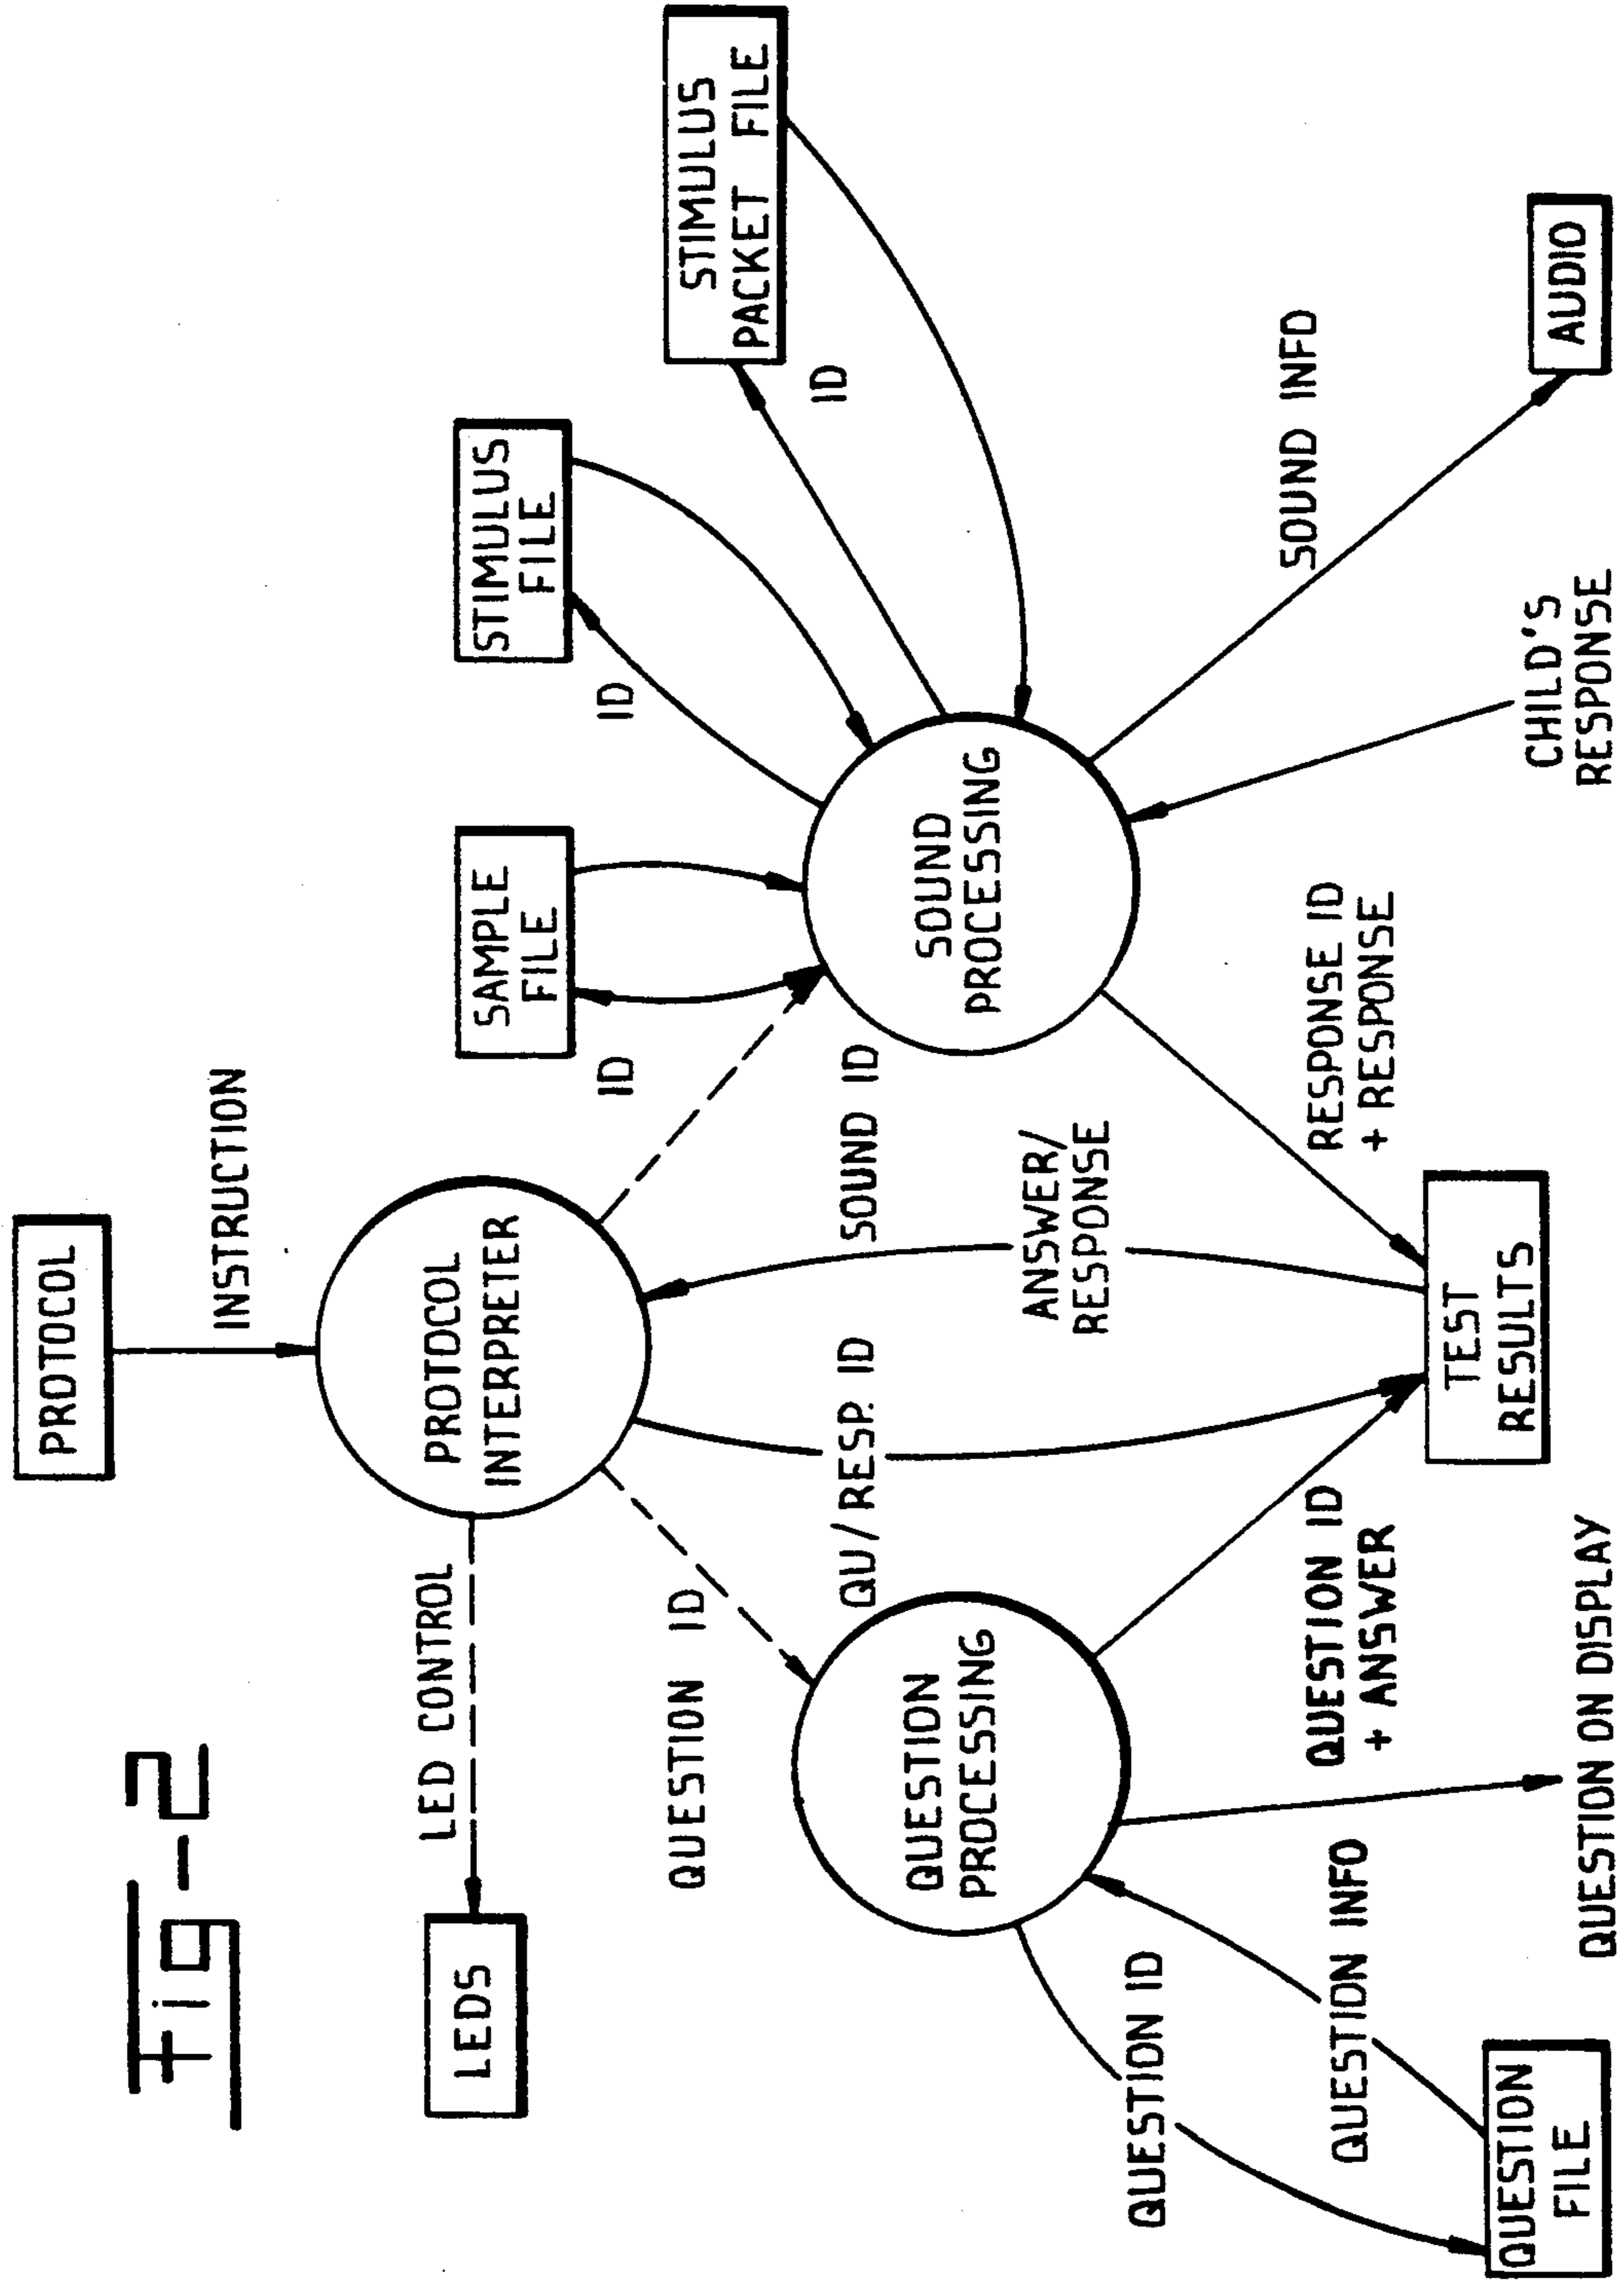 Fig-2
PROTOCOL
INSTRUCTION
LED CONTROL
LEDS
PROTOCOL
INTERPRETER
SAMPLE
FILE
STIMULUS
FILE
STIMULUS
PACKET FILE
ID
ID
ID
QUESTION ID
QU/RESP. ID
SOUND ID
QUESTION
PROCESSING
SOUND
PROCESSING
ANSWER/
RESPONSE
QUESTION ID
QUESTION INFO
QUESTION ID
+ ANSWER
RESPONSE ID
+ RESPONSE
SOUND INFO
QUESTION
FILE
QUESTION ON DISPLAY
TEST
RESULTS
CHILD'S
RESPONSE
AUDIO